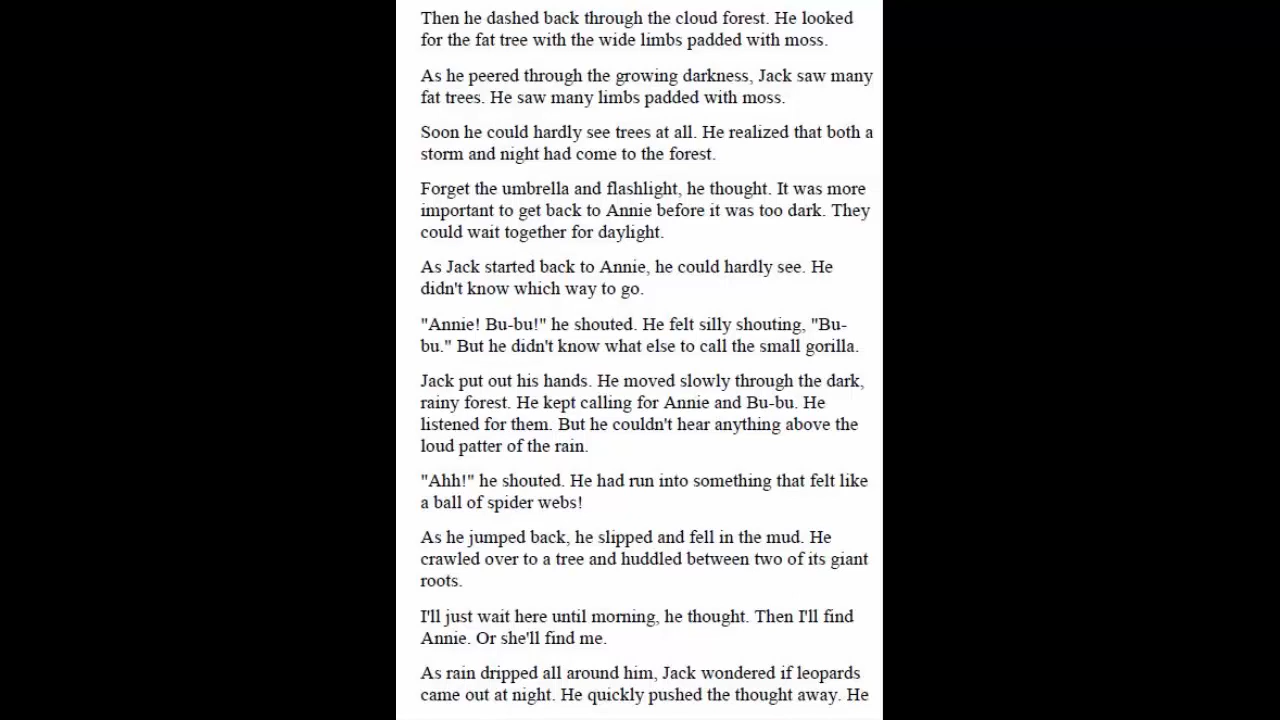 Then he dashed back through the cloud forest. He looked
for the fat tree with the wide limbs padded with moss.
As he peered through the growing darkness, Jack saw many
fat trees. He saw many limbs padded with moss.
Soon he could hardly see trees at all. He realized that both a
storm and night had come to the forest.
Forget the umbrella and flashlight, he thought. It was more
important to get back to Annie before it was too dark. They
could wait together for daylight.
As Jack started back to Annie, he could hardly see. He
didn't know which way to go.
"Annie! Bu-bu!" he shouted. He felt silly shouting, "Bu-
bu." But he didn't know what else to call the small gorilla.
Jack put out his hands. He moved slowly through the dark,
rainy forest. He kept calling for Annie and Bu-bu. He
listened for them. But he couldn't hear anything above the
loud patter of the rain.
"Ahh!" he shouted. He had run into something that felt like
a ball of spider webs!
As he jumped back, he slipped and fell in the mud. He
crawled over to a tree and huddled between two of its giant
roots.
I'll just wait here until morning, he thought. Then I'll find
Annie. Or she'll find me.
As rain dripped all around him, Jack wondered if leopards
came out at night. He quickly pushed the thought away. He